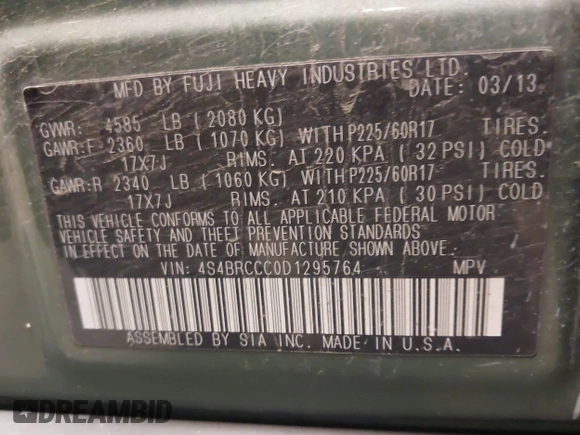 MFD BY FUJI HEAVY INDUSTRIES LTD.
DATE: 03/13
GVWR: 4585 LB ( 2080 KG)
GAWR:F 2360 LB ( 1070 KG) WITH P225/60R17 TIRES.
17X7J RIMS. AT 220 KPA ( 32 PSI) COLD
GAWR:R 2340 LB ( 1060 KG) WITH P225/60R17 TIRES.
17X7J RIMS. AT 210 KPA ( 30 PSI) COLD
THIS VEHICLE CONFORMS TO ALL APPLICABLE FEDERAL MOTOR
VEHICLE SAFETY AND THEFT PREVENTION STANDARDS
IN EFFECT ON THE DATE OF MANUFACTURE SHOWN ABOVE.
VIN: 4S4BRCCC0D1295764 MPV
ASSEMBLED BY SIA INC. MADE IN U.S.A.
DREAMBID